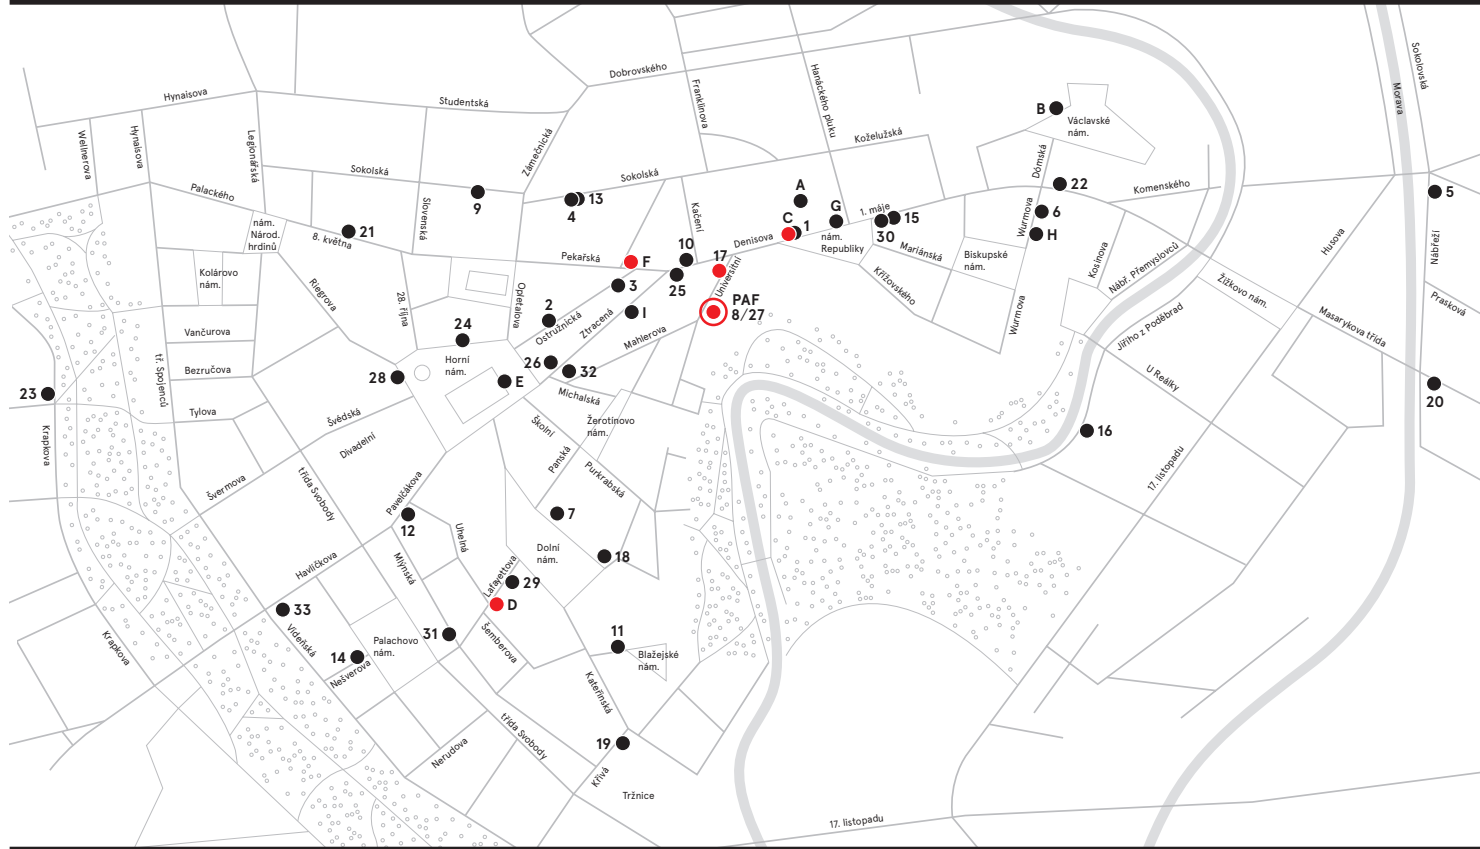 Dobrovského
Hynaisova
Studentská
Franklinova
Hanáckého pluku
Sokolovská
Morava
B
Václavské
nám.
Wellnerova
Hynaisova
Legionářská
Zámečnická
Koželužská
Dómská
Sokolská
Sokolská
Palackého
9
13
4
A
C
1
G
1. máje
15
30
22
Komenského
5
Slovenská
Kačení
Wurmova
6
H
nám.
Národ.
hrdinů
8. května
21
Denisova
nám.
Republiky
Mariánská
Biskupské
nám.
Kosinova
Nábř. Přemyslovců
Husova
Nábřeží
10
17
Pekařská
F
25
Univerzitní
Křížovského
Kolárovo
nám.
Riegrova
28. října
Opletalova
3
PAF
8/27
2
I
Ostružnická
Ztracená
Mahlerova
Wurmova
Žižkovo nám.
Prasková
Jiřího z Poděbrad
Masarykova třída
Vančurova
24
Horní
nám.
26
32
28
E
Bezručova
tř. Spojenců
U Reálky
20
23
Tylova
Michalská
Švédská
Školní
Žerotínovo
nám.
16
Krapkova
Divadelní
Panská
Purkrabská
17. listopadu
Švermova
třída Svobody
Pavelčákova
12
7
Uhelná
Dolní
nám.
18
Havlíčkova
Mlýnská
Lafayettova
29
D
33
Vídeňská
Krapkova
Palachovo
nám.
31
Šemberova
11
Blažejské
nám.
14
Nešverova
Kateřinská
třída Svobody
Nerudova
19
Křivá
Tržnice
17. listopadu